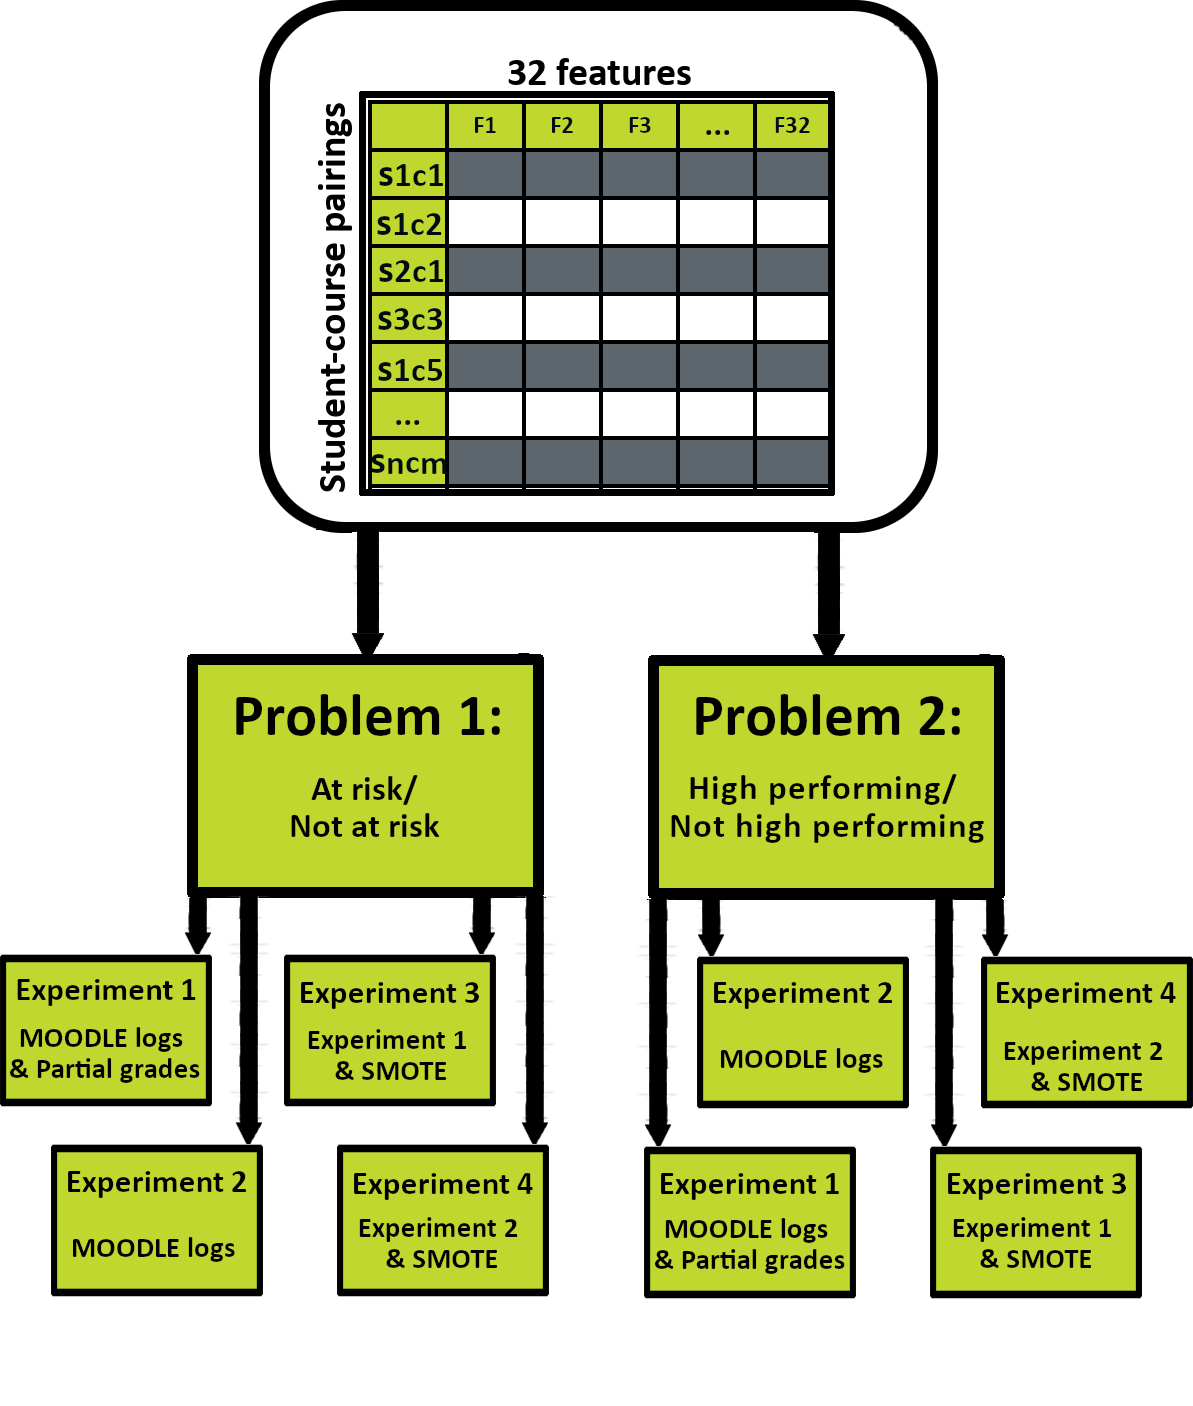 32 features
Student-course pairings
F1 F2 F3 ... F32
s1c1
s1c2
s2c1
s3c3
s1c5
...
sncm
Problem 1:
At risk/
Not at risk
Problem 2:
High performing/
Not high performing
Experiment 1
MOODLE logs
& Partial grades
Experiment 3
Experiment 1
& SMOTE
Experiment 2
MOODLE logs
Experiment 4
Experiment 2
& SMOTE
Experiment 2
MOODLE logs
Experiment 4
Experiment 2
& SMOTE
Experiment 1
MOODLE logs
& Partial grades
Experiment 3
Experiment 1
& SMOTE